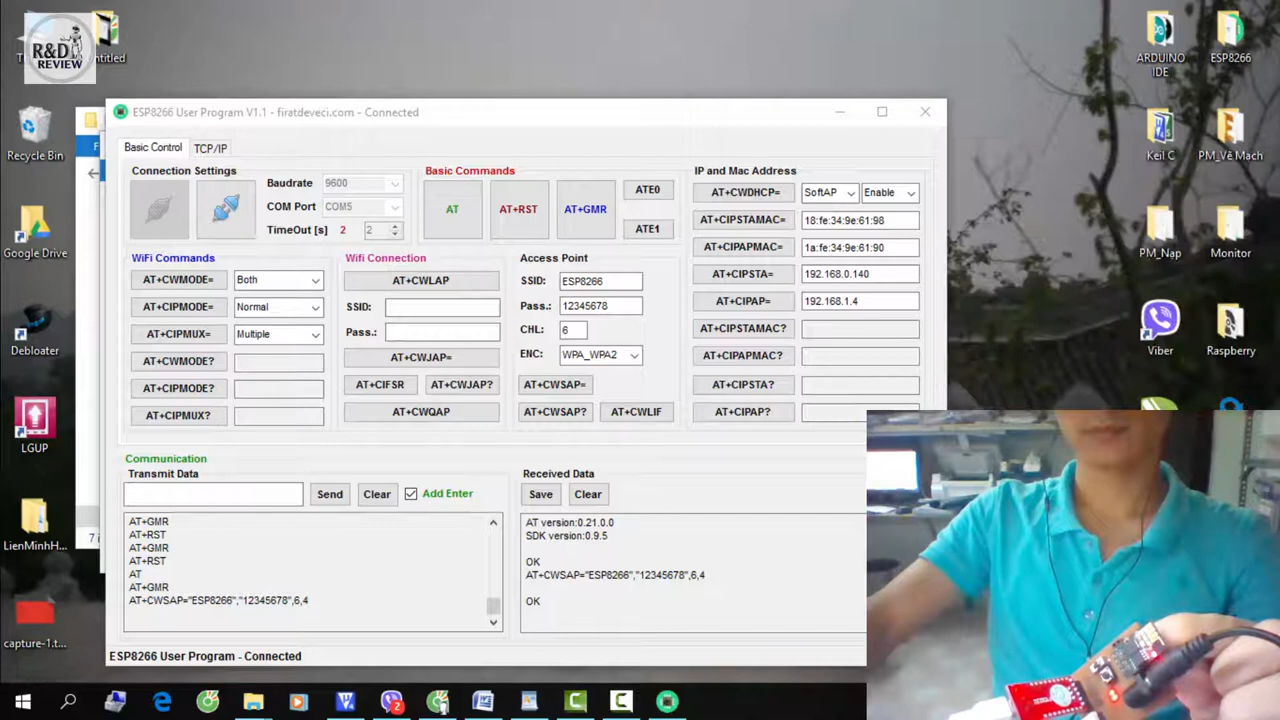 R&D
REVIEW
Untitled
Recycle Bin
Google Drive
Debloater
LGUP
LienMinhH...
capture-1.t...
ARDUINO
IDE
ESP8266
Keil C
PM_Vẽ Mach
PM_Nap
Monitor
Viber
Raspberry
ESP8266 User Program V1.1 - firatdeveci.com - Connected
Basic Control
TCP/IP
Connection Settings
Baudrate
9600
COM Port
COM5
TimeOut [s]
2
2
Basic Commands
AT
AT+RST
AT+GMR
ATE0
ATE1
IP and Mac Address
AT+CWDHCP=
SoftAP
Enable
AT+CIPSTAMAC=
18:fe:34:9e:61:98
AT+CIPAPMAC=
1a:fe:34:9e:61:90
AT+CIPSTA=
192.168.0.140
AT+CIPAP=
192.168.1.4
AT+CIPSTAMAC?
AT+CIPAPMAC?
AT+CIPSTA?
AT+CIPAP?
WiFi Commands
AT+CWMODE=
Both
AT+CIPMODE=
Normal
AT+CIPMUX=
Multiple
AT+CWMODE?
AT+CIPMODE?
AT+CIPMUX?
Wifi Connection
AT+CWLAP
SSID:
Pass.:
AT+CWJAP=
AT+CIFSR
AT+CWJAP?
AT+CWQAP
Access Point
SSID:
ESP8266
Pass.:
12345678
CHL:
6
ENC:
WPA_WPA2
AT+CWSAP=
AT+CWSAP?
AT+CWLIF
Communication
Transmit Data
Send
Clear
Add Enter
AT+GMR
AT+RST
AT+GMR
AT+RST
AT
AT+GMR
AT+CWSAP="ESP8266","12345678",6,4
Received Data
Save
Clear
AT version:0.21.0.0
SDK version:0.9.5
OK
AT+CWSAP="ESP8266","12345678",6,4
OK
ESP8266 User Program - Connected
2